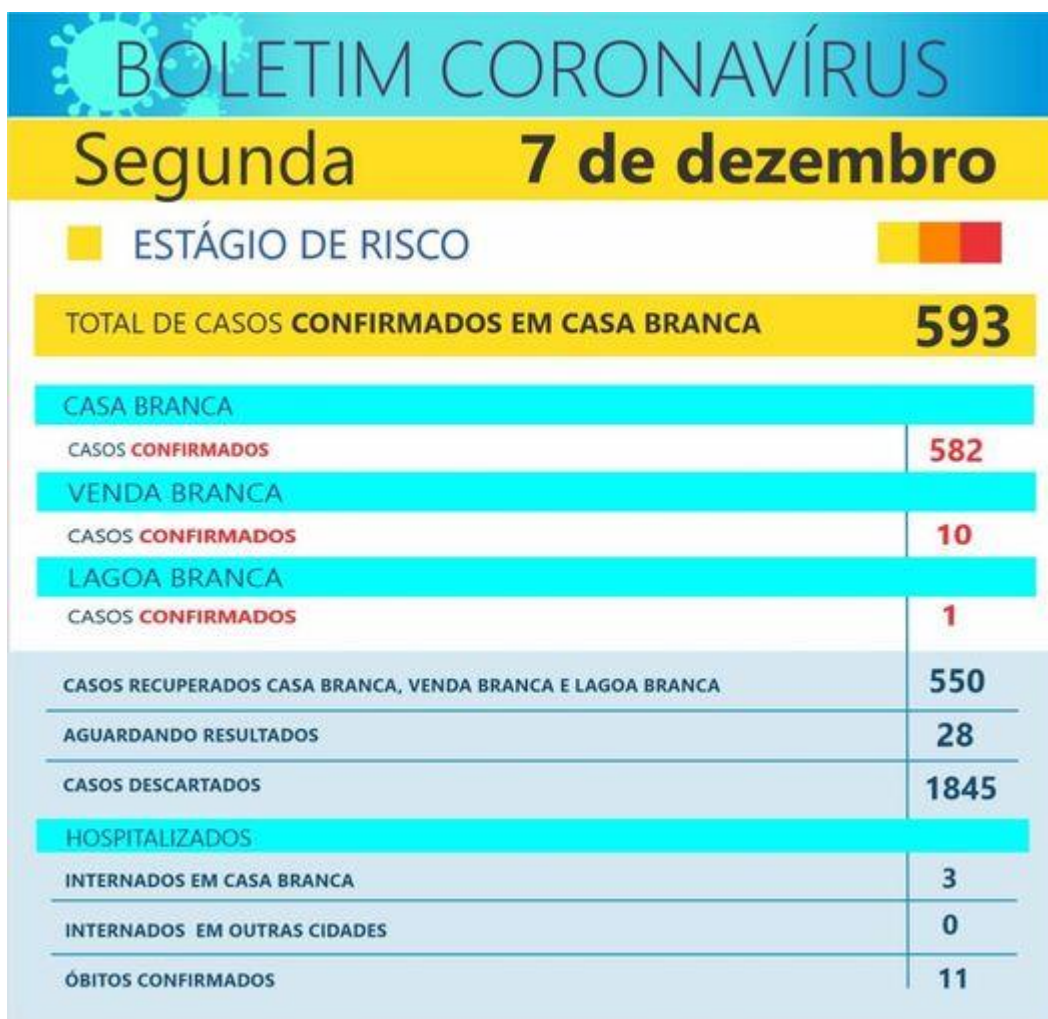 BOLETIM CORONAVÍRUS
Segunda 7 de dezembro
ESTÁGIO DE RISCO
TOTAL DE CASOS CONFIRMADOS EM CASA BRANCA 593
CASA BRANCA
CASOS CONFIRMADOS 582
VENDA BRANCA
CASOS CONFIRMADOS 10
LAGOA BRANCA
CASOS CONFIRMADOS 1
CASOS RECUPERADOS CASA BRANCA, VENDA BRANCA E LAGOA BRANCA 550
AGUARDANDO RESULTADOS 28
CASOS DESCARTADOS 1845
HOSPITALIZADOS
INTERNADOS EM CASA BRANCA 3
INTERNADOS EM OUTRAS CIDADES 0
ÓBITOS CONFIRMADOS 11